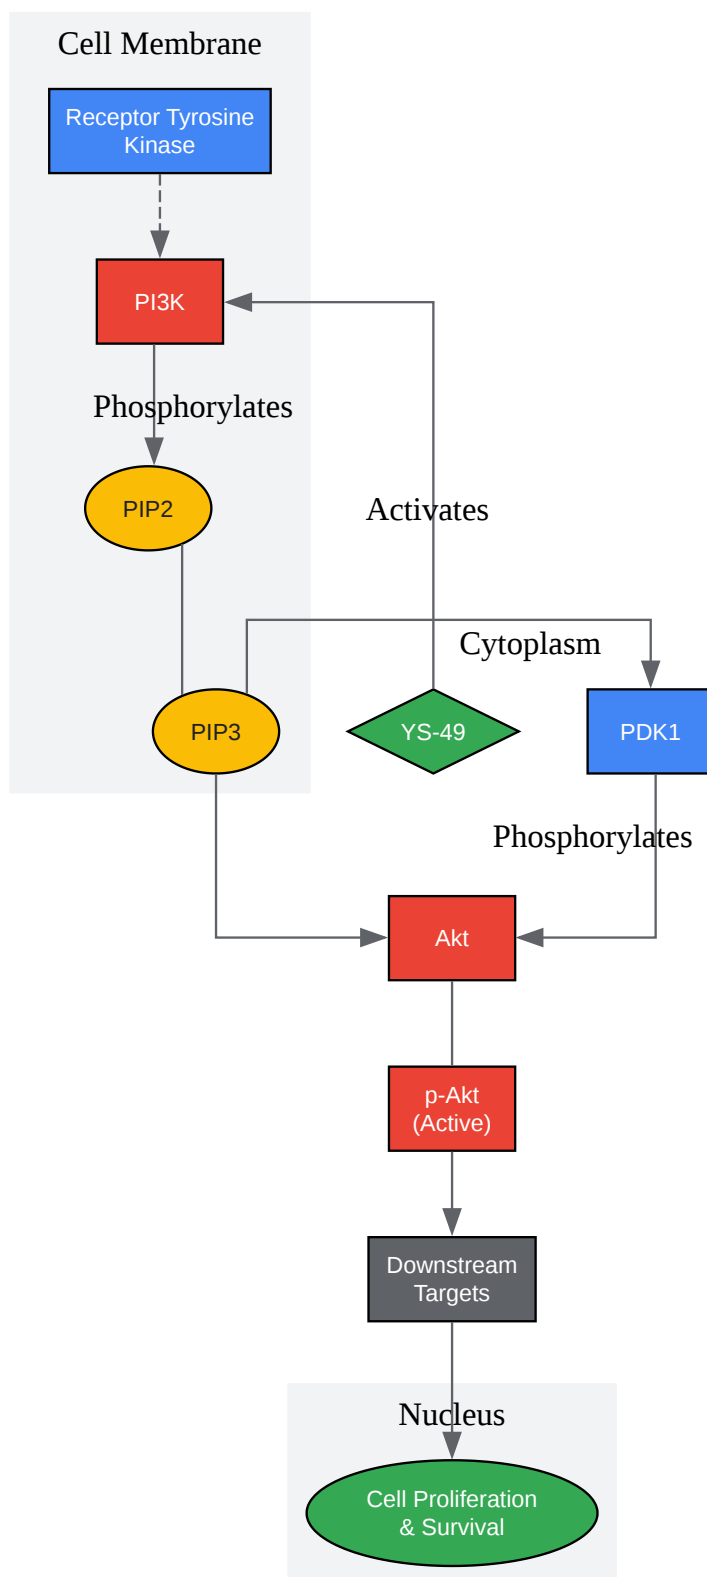 Cell Membrane
Receptor Tyrosine
Kinase
PI3K
Phosphorylates
PIP2
Activates
Cytoplasm
PIP3
YS-49
PDK1
Phosphorylates
Akt
p-Akt
(Active)
Downstream
Targets
Nucleus
Cell Proliferation
& Survival